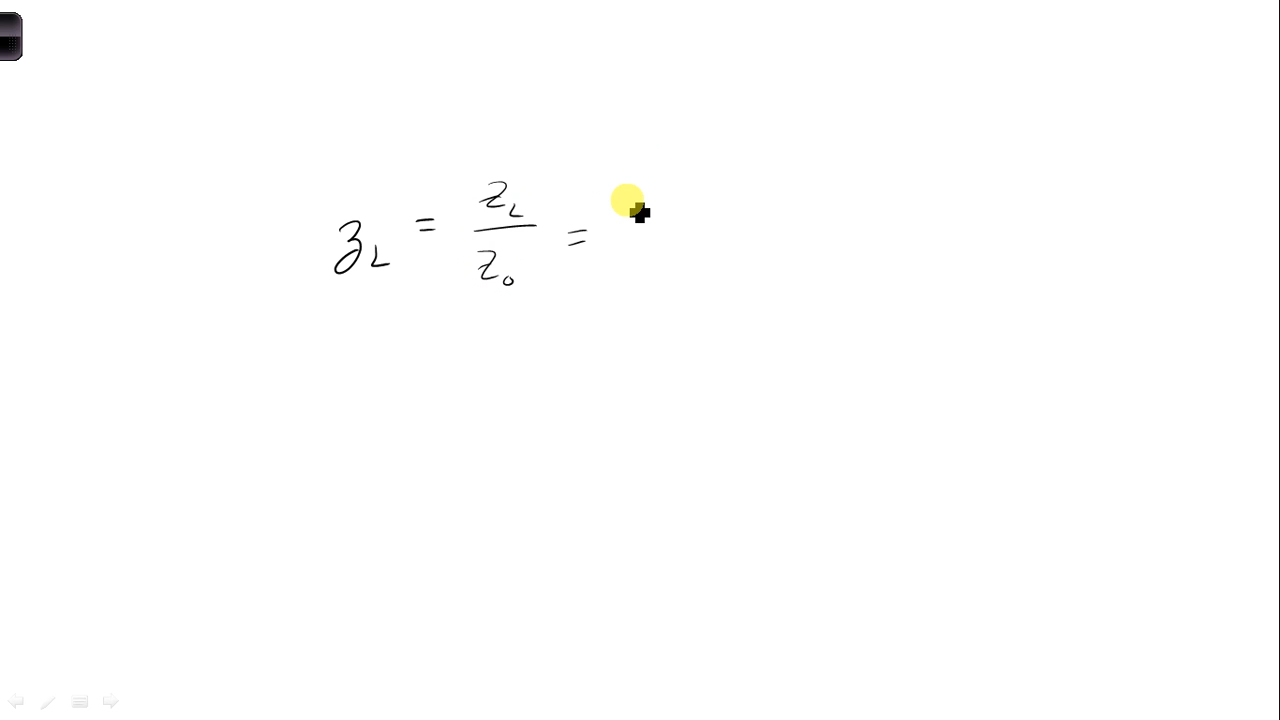 z_L = Z_L / Z_0 =